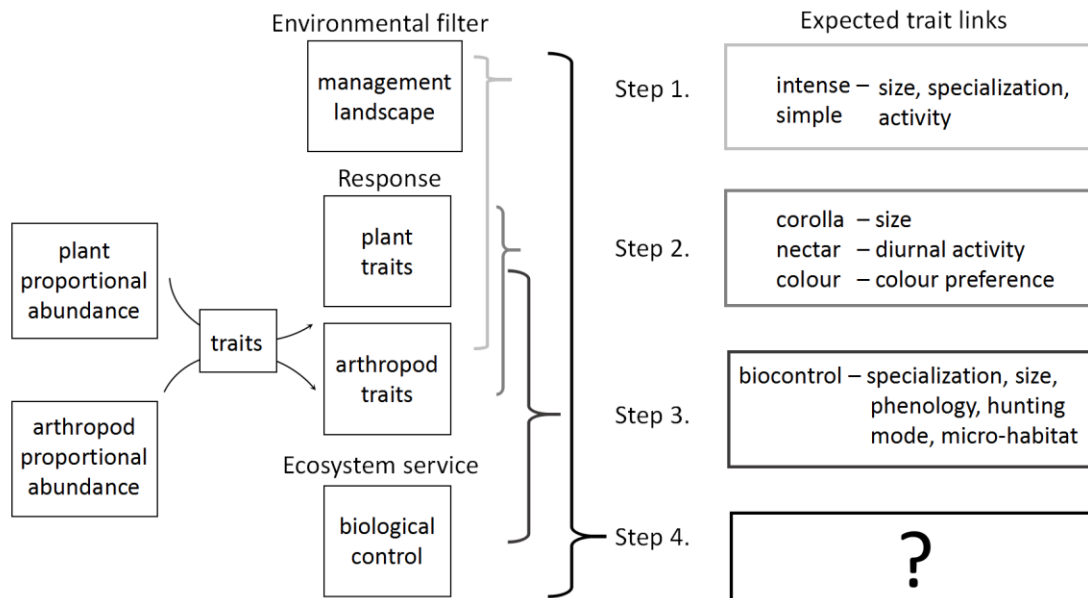 Environmental filter
management
landscape
Response
plant
traits
arthropod
traits
Ecosystem service
biological
control
plant
proportional
abundance
traits
arthropod
proportional
abundance
Expected trait links
Step 1.
intense – size, specialization,
simple activity
Step 2.
corolla – size
nectar – diurnal activity
colour – colour preference
Step 3.
biocontrol – specialization, size,
phenology, hunting
mode, micro-habitat
Step 4.
?